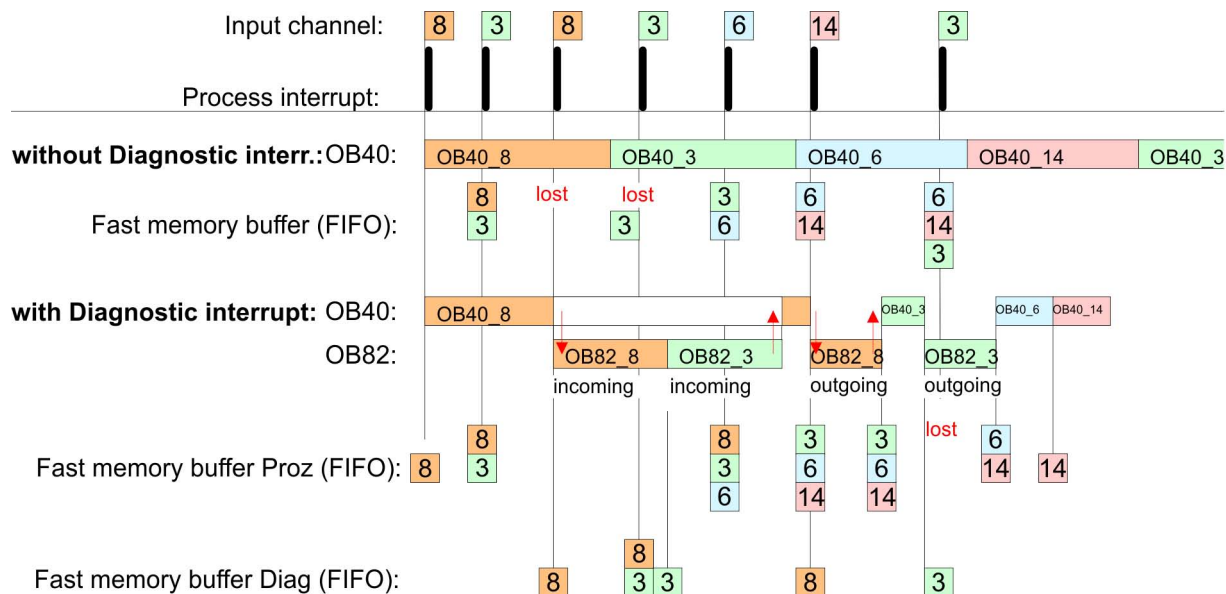 Input channel: 8 3 8 3 6 14 3
Process interrupt:
without Diagnostic interr.: OB40: OB40_8 OB40_3 OB40_6 OB40_14 OB40_3
8 lost lost 3 6 6
Fast memory buffer (FIFO): 3 3 6 14 14
3
with Diagnostic interrupt: OB40: OB40_8 OB40_3 OB40_6 OB40_14
OB82: OB82_8 OB82_3 OB82_8 OB82_3
incoming incoming outgoing outgoing
8 8 3 3 lost 6
Fast memory buffer Proz (FIFO): 8 3 3 6 6 14 14
6 14 14
8
Fast memory buffer Diag (FIFO): 8 3 3 8 3